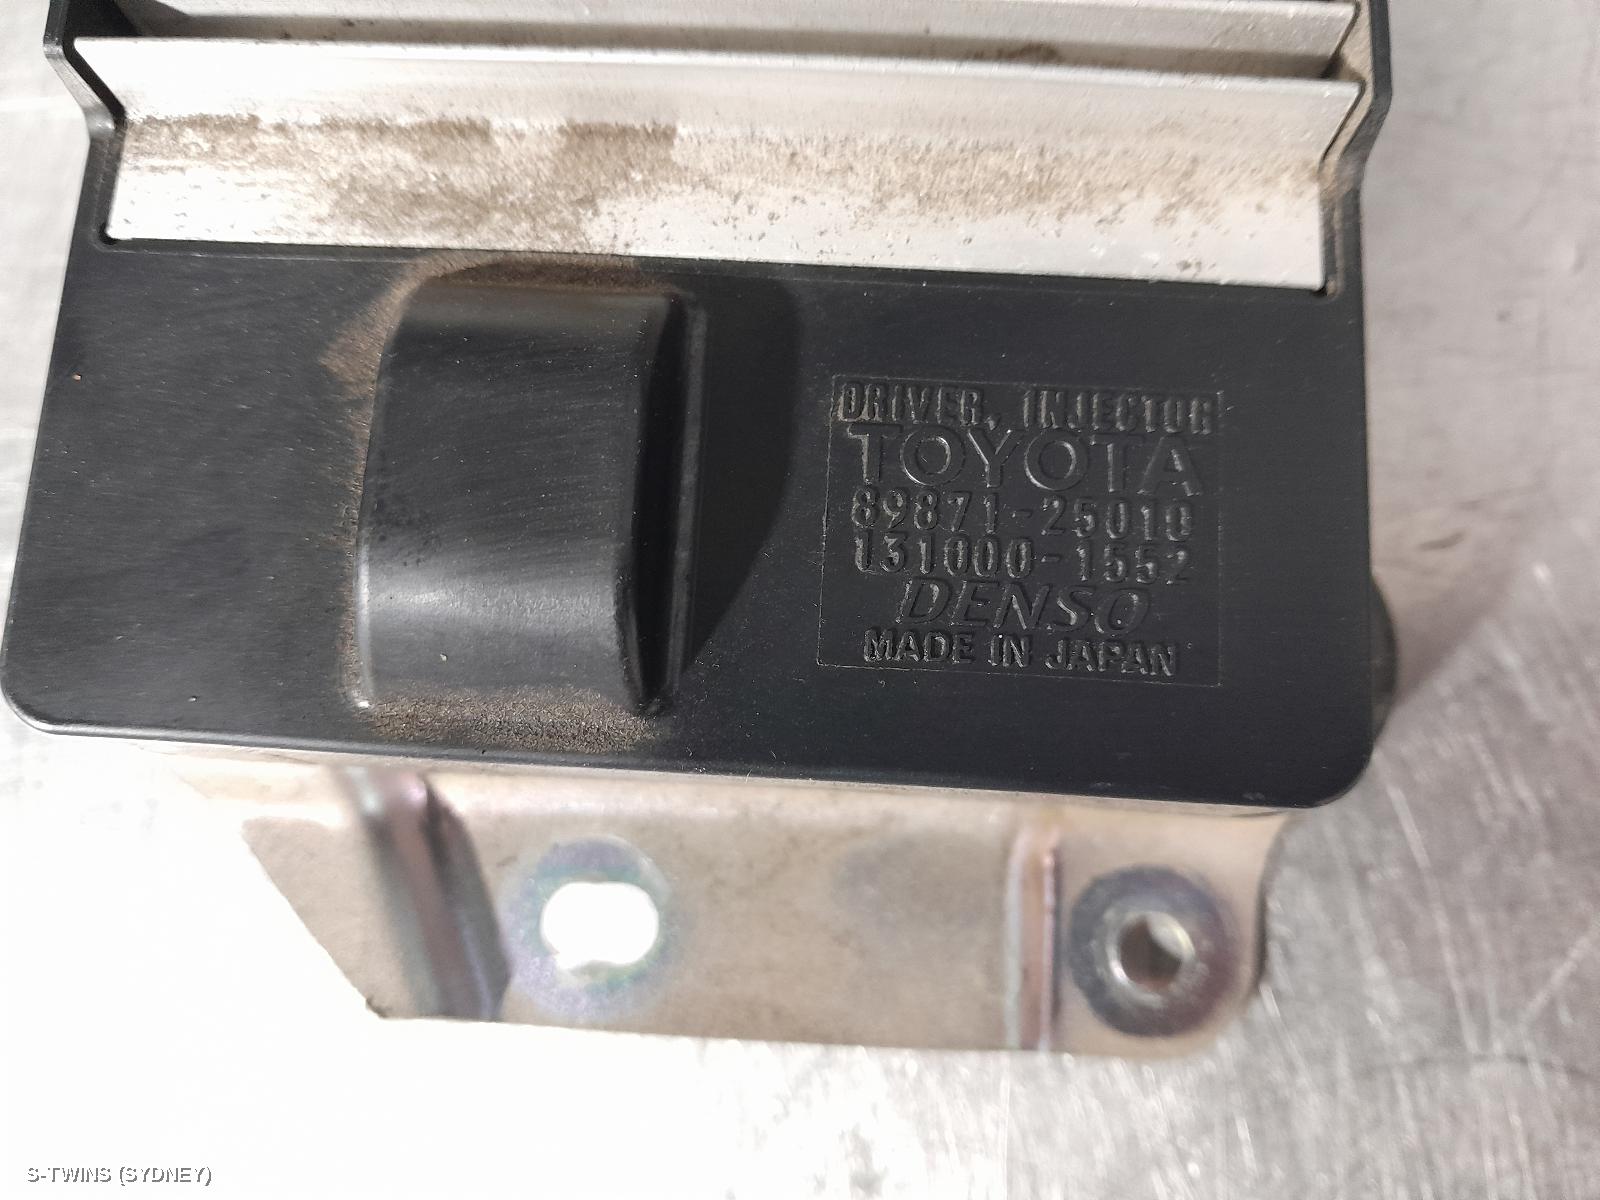 DRIVER, INJECTOR
TOYOTA
89871-25010
131000-1552
DENSO
MADE IN JAPAN
S-TWINS (SYDNEY)